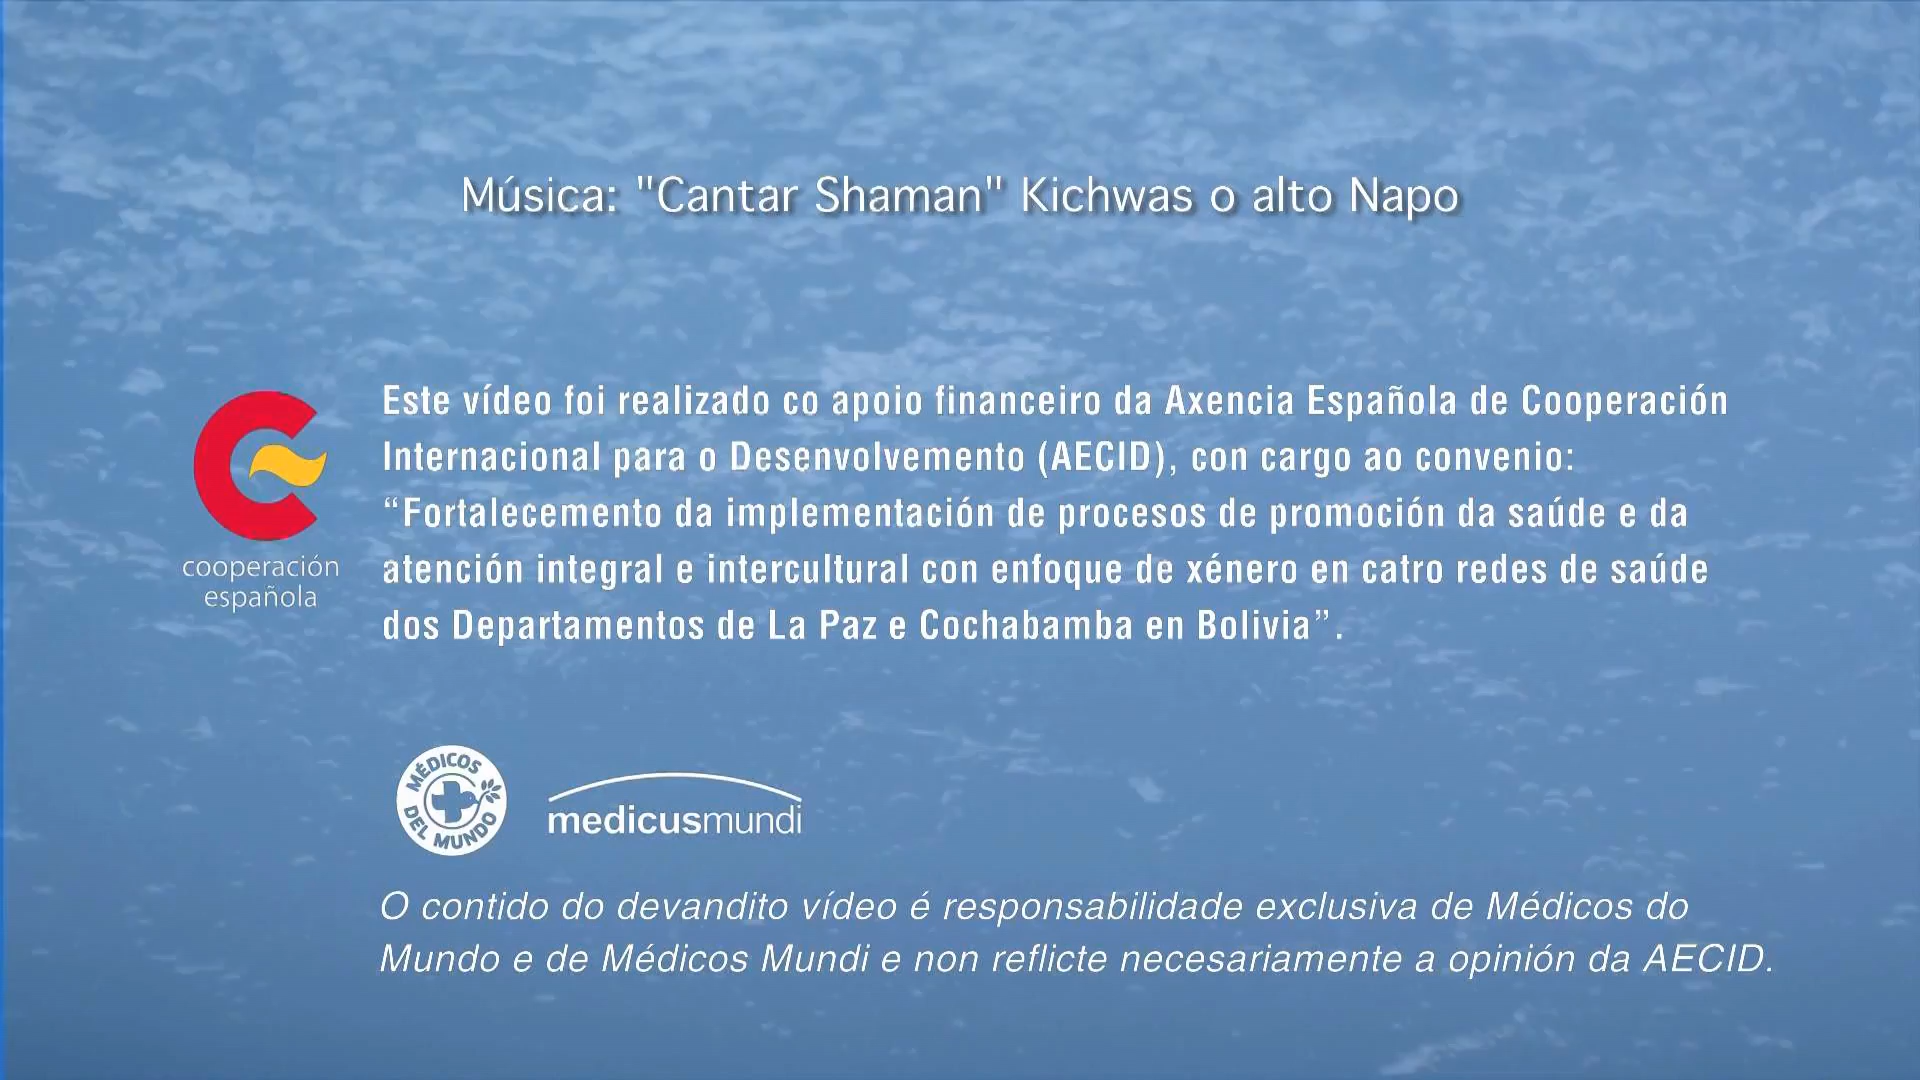 Música: "Cantar Shaman" Kichwas o alto Napo
Este vídeo foi realizado co apoio financeiro da Axencia Española de Cooperación
Internacional para o Desenvolvemento (AECID), con cargo ao convenio:
“Fortalecemento da implementación de procesos de promoción da saúde e da
atención integral e intercultural con enfoque de xénero en catro redes de saúde
dos Departamentos de La Paz e Cochabamba en Bolivia”.
cooperación
española
MÉDICOS
DEL MUNDO
medicusmundi
O contido do devandito vídeo é responsabilidade exclusiva de Médicos do
Mundo e de Médicos Mundi e non reflicte necesariamente a opinión da AECID.